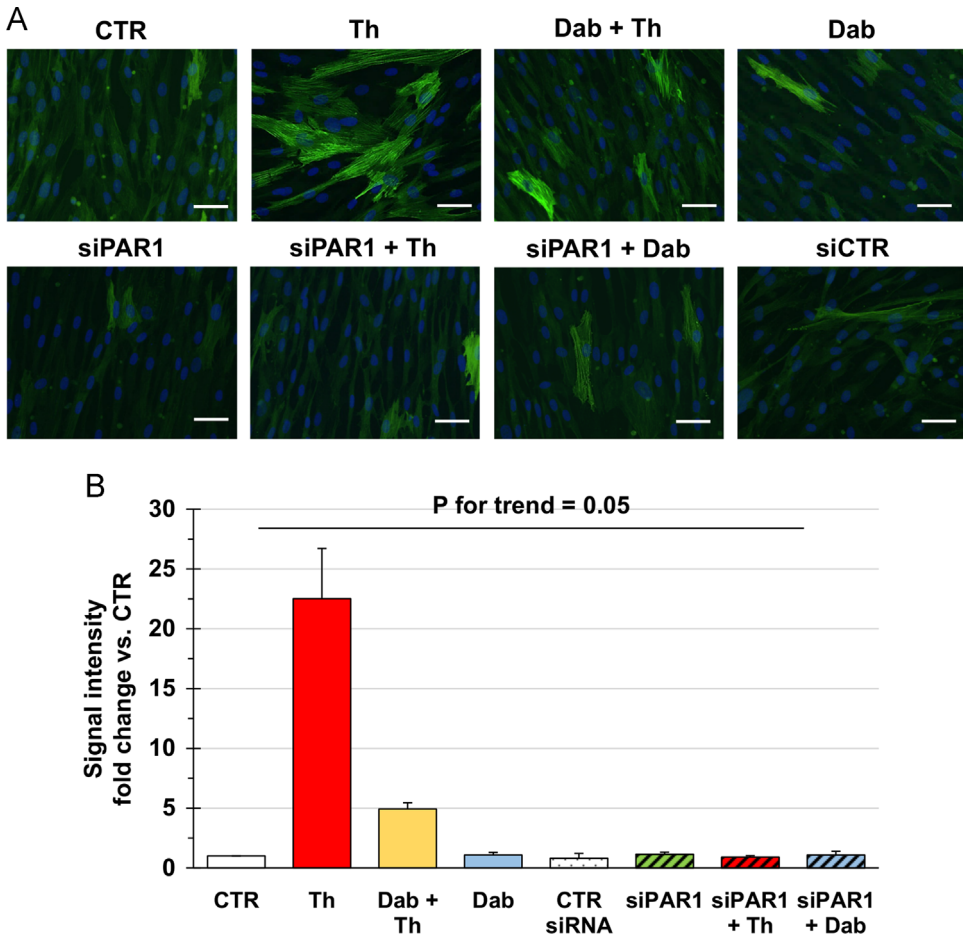 A
CTR Th Dab + Th Dab
siPAR1 siPAR1 + Th siPAR1 + Dab siCTR
B
P for trend = 0.05
Signal intensity
fold change vs. CTR
30
25
20
15
10
5
0
CTR Th Dab + Dab CTR siPAR1 siPAR1 siPAR1
Th siRNA + Th + Dab